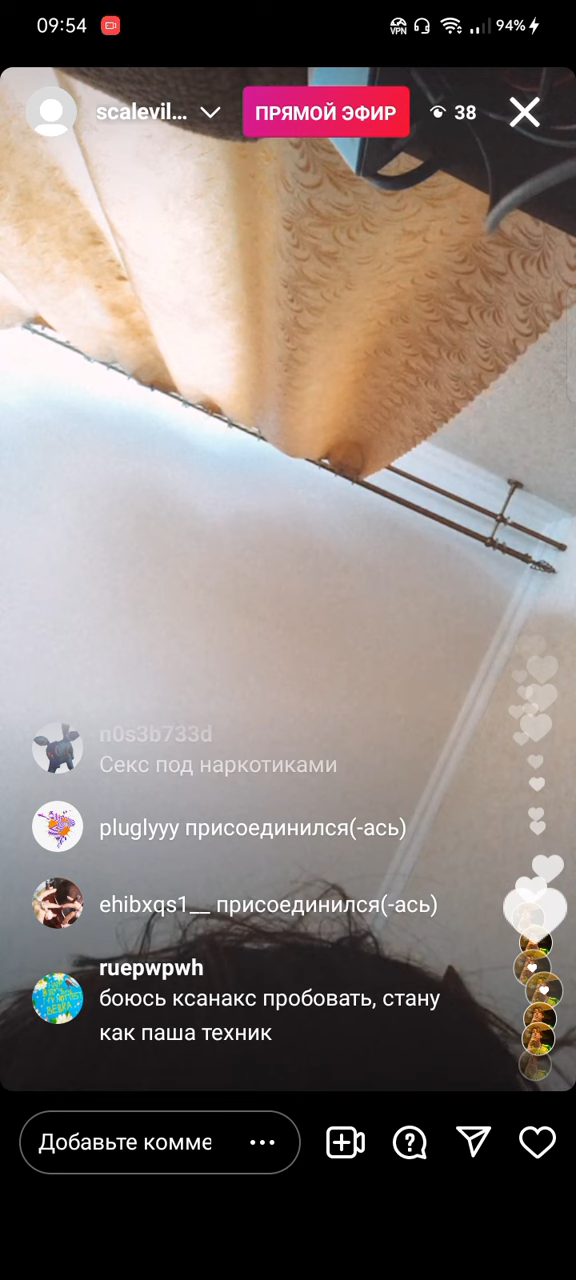 09:54
VPN
94%
scalevil...
ПРЯМОЙ ЭФИР
38
n0s3b733d
Секс под наркотиками
pluglyyy присоединился(-ась)
ehibxqs1__ присоединился(-ась)
ruepwpwh
боюсь ксанакс пробовать, стану
как паша техник
Добавьте комме